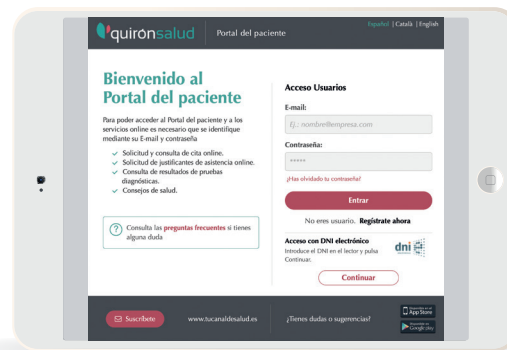 quirónsalud
Portal del paciente
Español | Català | English
Bienvenido al
Portal del paciente
Para poder acceder al Portal del paciente y a los
servicios online es necesario que se identifique
mediante su E-mail y contraseña
Solicitud y consulta de cita online.
Solicitud de justificantes de asistencia online.
Consulta de resultados de pruebas
diagnósticas.
Consejos de salud.
? Consulta las preguntas frecuentes si tienes
alguna duda
Acceso Usuarios
E-mail:
Ej.: nombre@empresa.com
Contraseña:
*****
¿Has olvidado tu contraseña?
Entrar
No eres usuario. Regístrate ahora
Acceso con DNI electrónico
Introduce el DNI en el lector y pulsa
Continuar.
dni
Continuar
Suscríbete
www.tucanaldesalud.es
¿Tienes dudas o sugerencias?
App Store
Google play